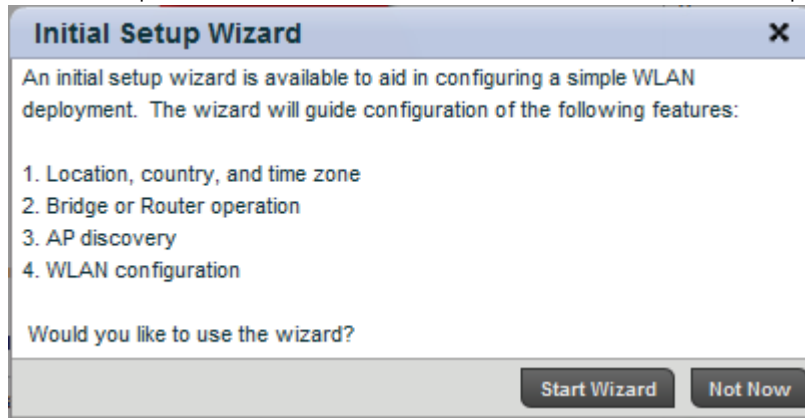 Initial Setup Wizard
An initial setup wizard is available to aid in configuring a simple WLAN
deployment. The wizard will guide configuration of the following features:
1. Location, country, and time zone
2. Bridge or Router operation
3. AP discovery
4. WLAN configuration
Would you like to use the wizard?
Start Wizard Not Now